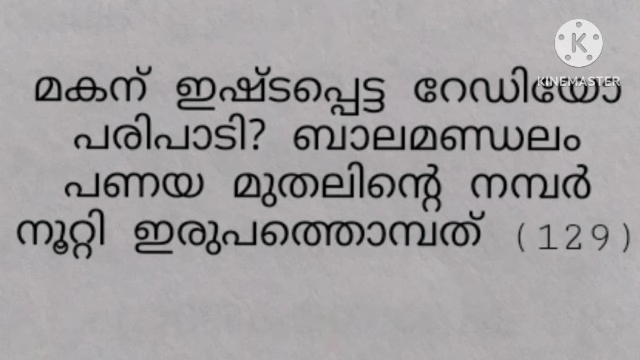 KINEMASTER
മകന് ഇഷ്ടപ്പെട്ട റേഡിയോ
പരിപാടി? ബാലമണ്ഡലം
പണയ മുതലിന്റെ നമ്പർ
നൂറ്റി ഇരുപത്തൊമ്പത് (129)